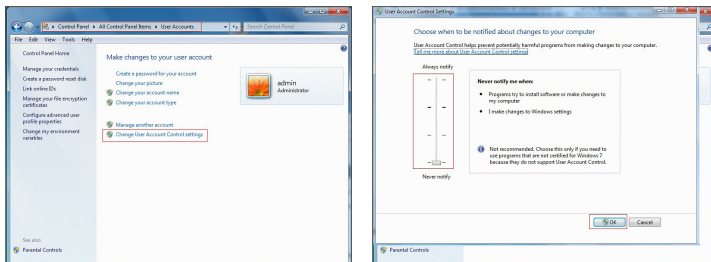 Control Panel ▸ All Control Panel Items ▸ User Accounts
Search Control Panel
File Edit View Tools Help
Control Panel Home
Manage your credentials
Create a password reset disk
Link online IDs
Manage your file encryption
certificates
Configure advanced user
profile properties
Change my environment
variables
See also
Parental Controls
Make changes to your user account
Create a password for your account
Change your picture
Change your account name
Change your account type
Manage another account
Change User Account Control settings
admin
Administrator
User Account Control Settings
Choose when to be notified about changes to your computer
User Account Control helps prevent potentially harmful programs from making changes to your computer.
Tell me more about User Account Control settings
Always notify
Never notify
Never notify me when:
• Programs try to install software or make changes to
my computer
• I make changes to Windows settings
Not recommended. Choose this only if you need to
use programs that are not certified for Windows 7
because they do not support User Account Control.
OK
Cancel
Parental Controls